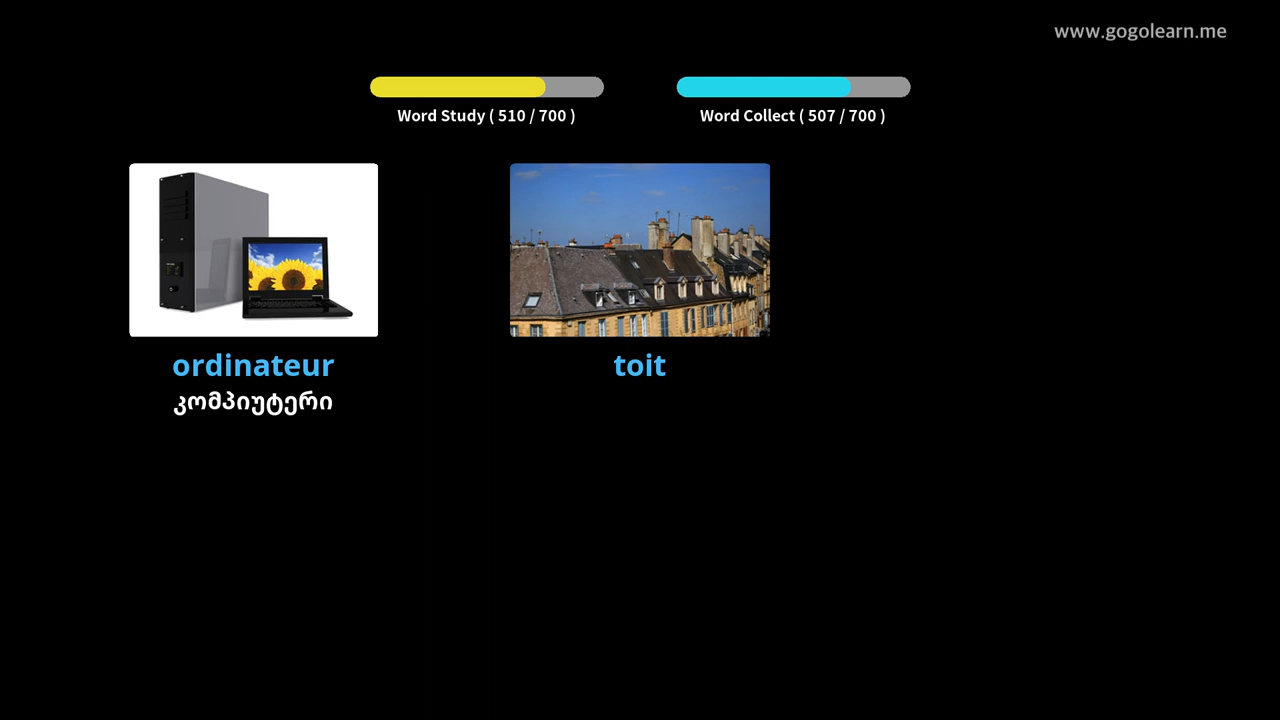 www.gogolearn.me
Word Study ( 510 / 700 )
Word Collect ( 507 / 700 )
ordinateur
კომპიუტერი
toit